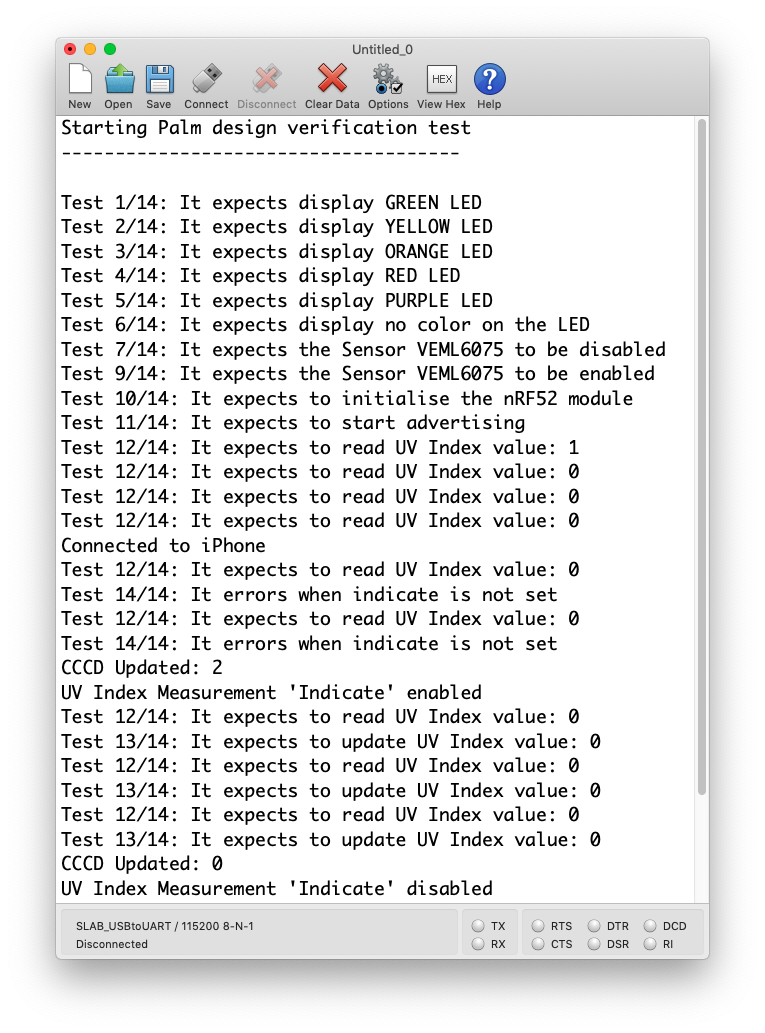 Untitled_0
New Open Save Connect Disconnect Clear Data Options View Hex Help
HEX
?
Starting Palm design verification test
-------------------------------------
Test 1/14: It expects display GREEN LED
Test 2/14: It expects display YELLOW LED
Test 3/14: It expects display ORANGE LED
Test 4/14: It expects display RED LED
Test 5/14: It expects display PURPLE LED
Test 6/14: It expects display no color on the LED
Test 7/14: It expects the Sensor VEML6075 to be disabled
Test 9/14: It expects the Sensor VEML6075 to be enabled
Test 10/14: It expects to initialise the nRF52 module
Test 11/14: It expects to start advertising
Test 12/14: It expects to read UV Index value: 1
Test 12/14: It expects to read UV Index value: 0
Test 12/14: It expects to read UV Index value: 0
Test 12/14: It expects to read UV Index value: 0
Connected to iPhone
Test 12/14: It expects to read UV Index value: 0
Test 14/14: It errors when indicate is not set
Test 12/14: It expects to read UV Index value: 0
Test 14/14: It errors when indicate is not set
CCCD Updated: 2
UV Index Measurement 'Indicate' enabled
Test 12/14: It expects to read UV Index value: 0
Test 13/14: It expects to update UV Index value: 0
Test 12/14: It expects to read UV Index value: 0
Test 13/14: It expects to update UV Index value: 0
Test 12/14: It expects to read UV Index value: 0
Test 13/14: It expects to update UV Index value: 0
CCCD Updated: 0
UV Index Measurement 'Indicate' disabled
SLAB_USBtoUART / 115200 8-N-1
Disconnected
TX RTS DTR DCD
RX CTS DSR RI